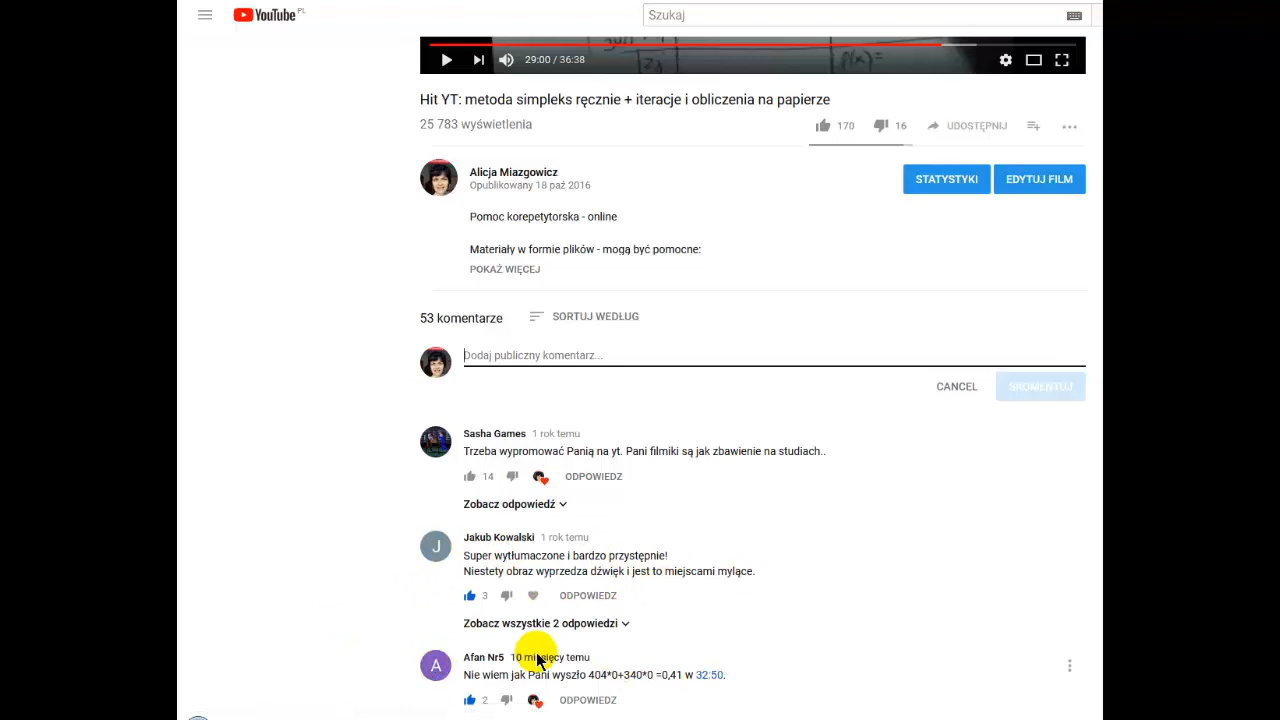 YouTube PL
Szukaj
29:00 / 36:38
Hit YT: metoda simpleks ręcznie + iteracje i obliczenia na papierze
25 783 wyświetlenia
170 16 UDOSTĘPNIJ
Alicja Miazgowicz
Opublikowany 18 paź 2016
STATYSTYKI EDYTUJ FILM
Pomoc korepetytorska - online
Materiały w formie plików - mogą być pomocne:
POKAŻ WIĘCEJ
53 komentarze SORTUJ WEDŁUG
Dodaj publiczny komentarz...
CANCEL SKOMENTUJ
Sasha Games 1 rok temu
Trzeba wypromować Panią na yt. Pani filmiki są jak zbawienie na studiach..
14 ODPOWIEDZ
Zobacz odpowiedź
J
Jakub Kowalski 1 rok temu
Super wytłumaczone i bardzo przystępnie!
Niestety obraz wyprzedza dźwięk i jest to miejscami mylące.
3 ODPOWIEDZ
Zobacz wszystkie 2 odpowiedzi
A
Afan Nr5 10 miesięcy temu
Nie wiem jak Pani wyszło 404*0+340*0 =0,41 w 32:50.
2 ODPOWIEDZ